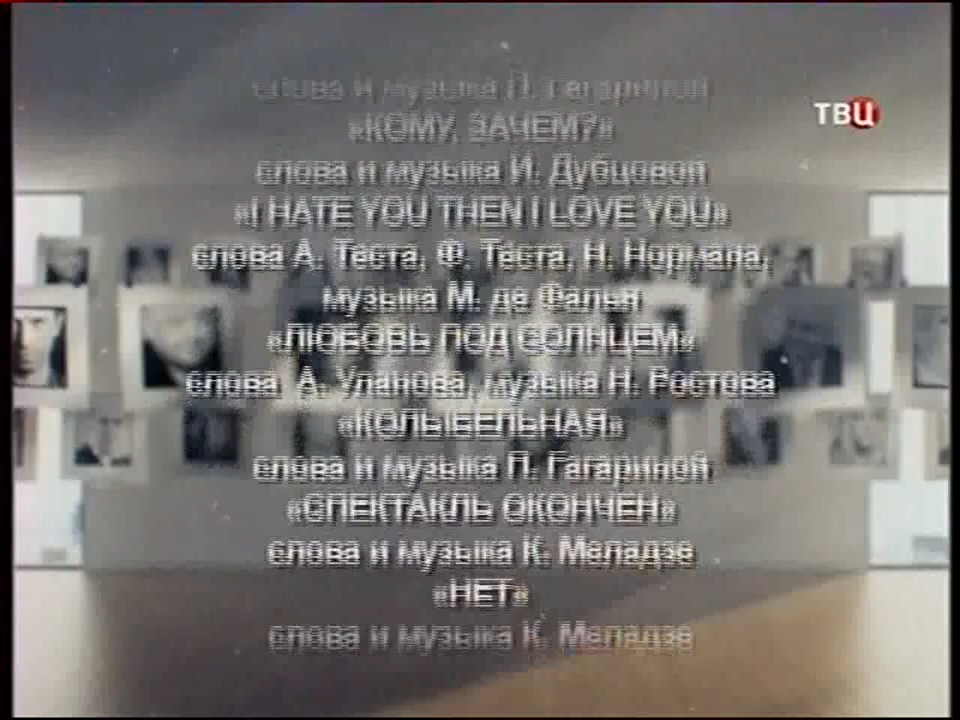 слова и музыка П. Гагариной
ТВЦ
«КОМУ, ЗАЧЕМ?»
слова и музыка И. Дубцовой
«I HATE YOU THEN I LOVE YOU»
слова А. Теста, Ф. Теста, Н. Нормана,
музыка М. де Фалья
«ЛЮБОВЬ ПОД СОЛНЦЕМ»
слова А. Уланова, музыка Н. Ростова
«КОЛЫБЕЛЬНАЯ»
слова и музыка П. Гагариной
«СПЕКТАКЛЬ ОКОНЧЕН»
слова и музыка К. Меладзе
«НЕТ»
слова и музыка К. Меладзе